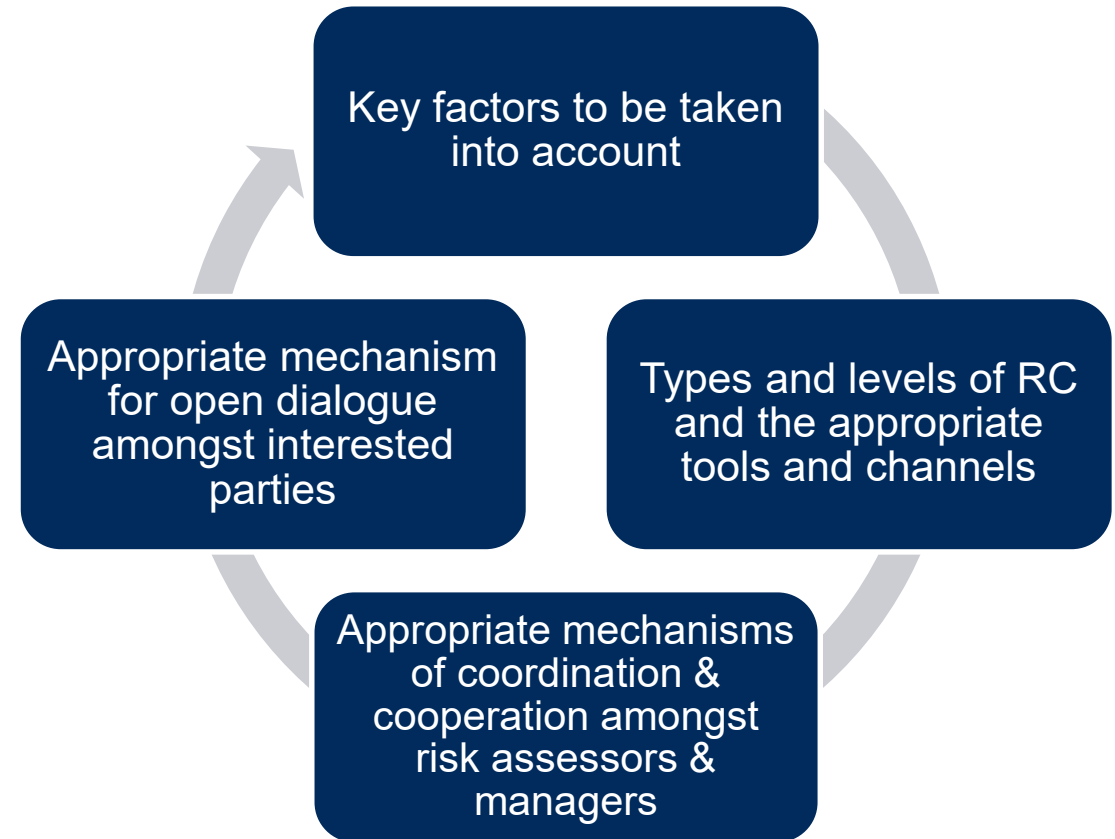 Key factors to be taken
into account
Types and levels of RC
and the appropriate
tools and channels
Appropriate mechanisms
of coordination &
cooperation amongst
risk assessors &
managers
Appropriate mechanism
for open dialogue
amongst interested
parties